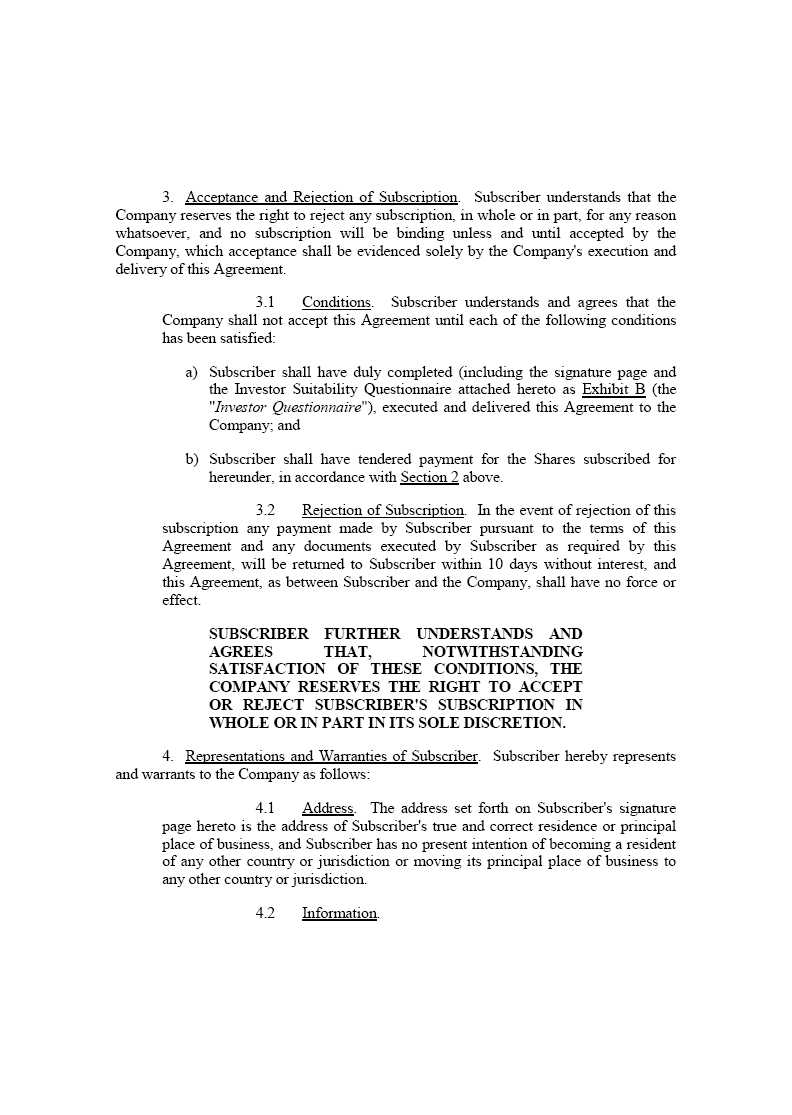 3. Acceptance and Rejection of Subscription. Subscriber understands that the
Company reserves the right to reject any subscription, in whole or in part, for any reason
whatsoever, and no subscription will be binding unless and until accepted by the
Company, which acceptance shall be evidenced solely by the Company's execution and
delivery of this Agreement.
3.1 Conditions. Subscriber understands and agrees that the
Company shall not accept this Agreement until each of the following conditions
has been satisfied:
a) Subscriber shall have duly completed (including the signature page and
the Investor Suitability Questionnaire attached hereto as Exhibit B (the
"Investor Questionnaire"), executed and delivered this Agreement to the
Company; and
b) Subscriber shall have tendered payment for the Shares subscribed for
hereunder, in accordance with Section 2 above.
3.2 Rejection of Subscription. In the event of rejection of this
subscription any payment made by Subscriber pursuant to the terms of this
Agreement and any documents executed by Subscriber as required by this
Agreement, will be returned to Subscriber within 10 days without interest, and
this Agreement, as between Subscriber and the Company, shall have no force or
effect.
SUBSCRIBER FURTHER UNDERSTANDS AND
AGREES THAT, NOTWITHSTANDING
SATISFACTION OF THESE CONDITIONS, THE
COMPANY RESERVES THE RIGHT TO ACCEPT
OR REJECT SUBSCRIBER'S SUBSCRIPTION IN
WHOLE OR IN PART IN ITS SOLE DISCRETION.
4. Representations and Warranties of Subscriber. Subscriber hereby represents
and warrants to the Company as follows:
4.1 Address. The address set forth on Subscriber's signature
page hereto is the address of Subscriber's true and correct residence or principal
place of business, and Subscriber has no present intention of becoming a resident
of any other country or jurisdiction or moving its principal place of business to
any other country or jurisdiction.
4.2 Information.